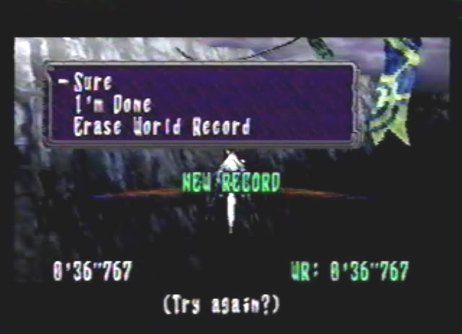 - Sure
I'm Done
Erase World Record
NEW RECORD
0'36"767
WR: 0'36"767
(Try again?)